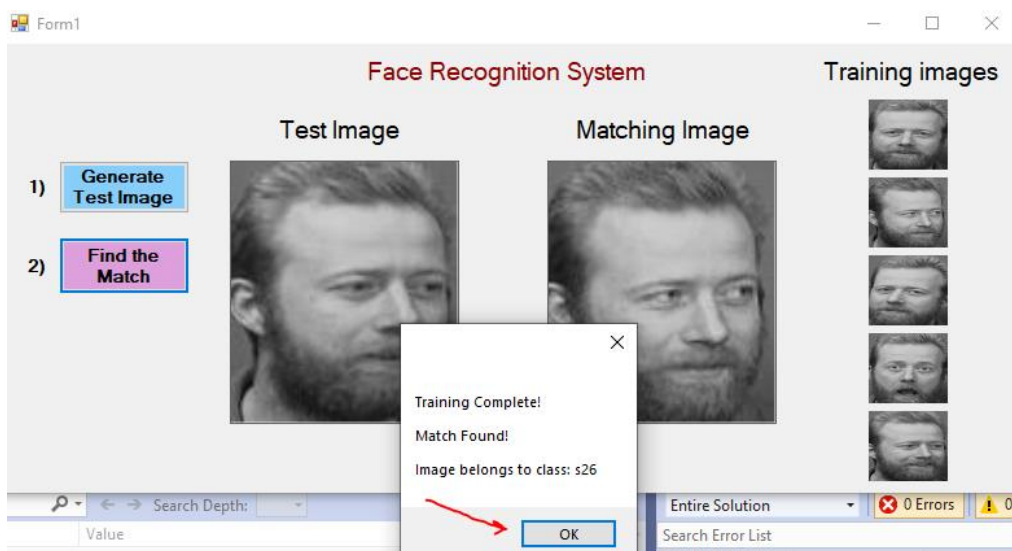 Form1
Face Recognition System
Training images
Test Image
Matching Image
1)
Generate
Test Image
2)
Find the
Match
Training Complete!
Match Found!
Image belongs to class: s26
OK
Search Depth:
Entire Solution
0 Errors
0
Value
Search Error List